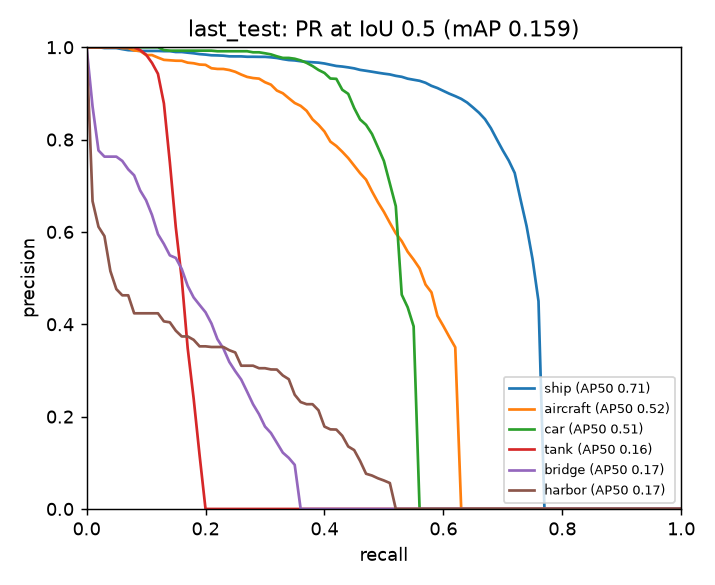 last_test: PR at IoU 0.5 (mAP 0.159)
1.0
0.8
0.6
0.4
0.2
0.0
precision
ship (AP50 0.71)
aircraft (AP50 0.52)
car (AP50 0.51)
tank (AP50 0.16)
bridge (AP50 0.17)
harbor (AP50 0.17)
0.0 0.2 0.4 0.6 0.8 1.0
recall